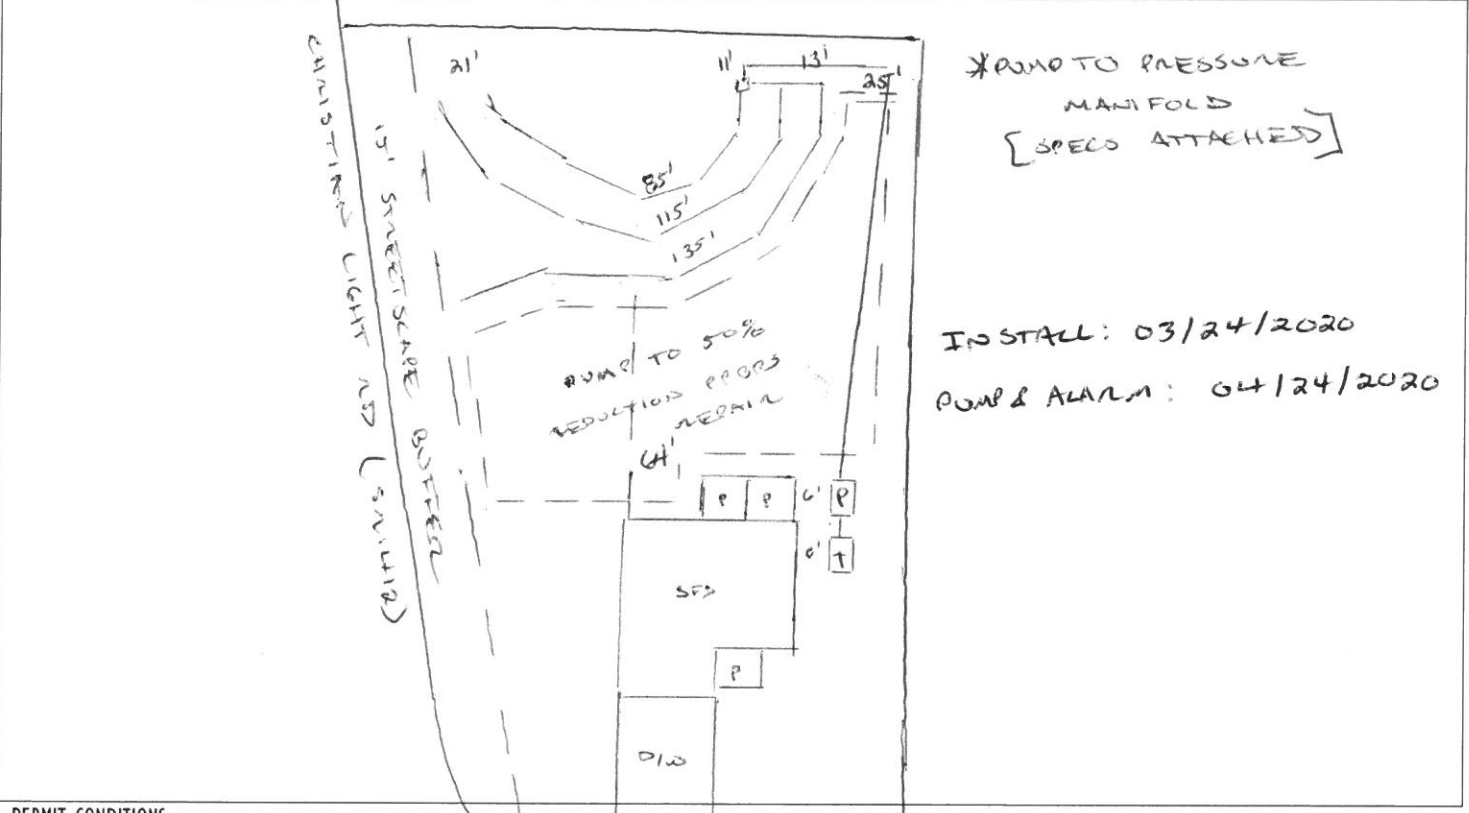 21'
11'
13'
25'
*PUMP TO PRESSURE
MANIFOLD
[SPECS ATTACHED]
CHRISTIAN LIGHT RD (SR1412)
15' STREETSCAPE BUFFER
85'
115'
135'
INSTALL: 03/24/2020
PUMP & ALARM: 04/24/2020
PUMP TO 50%
REDUCTION PPBPS
REPAIR
64'
P
P
6'
P
6'
T
SFD
P
D/W
PERMIT CONDITIONS